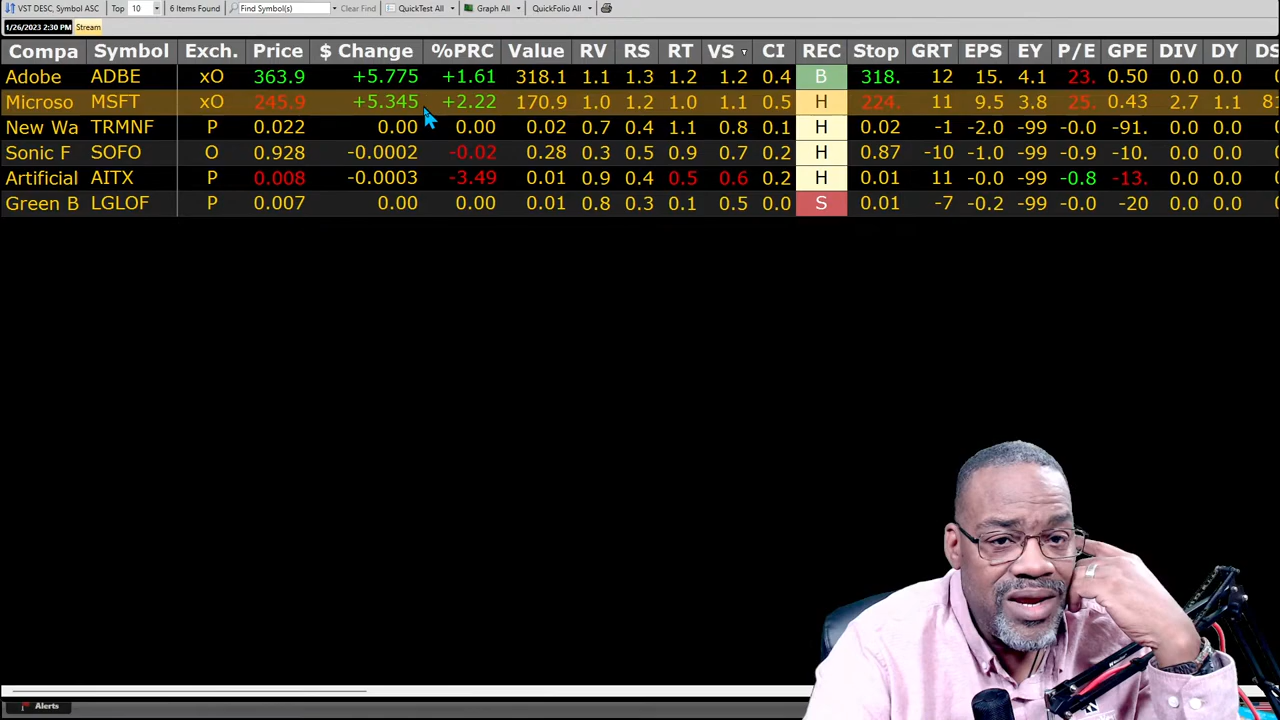 VST DESC, Symbol ASC Top 10 6 Items Found Find Symbol(s) Clear Find QuickTest All Graph All QuickFolio All
1/26/2023 2:30 PM Stream
Compa Symbol Exch. Price $ Change %PRC Value RV RS RT VS CI REC Stop GRT EPS EY P/E GPE DIV DY DS
Adobe ADBE xO 363.9 +5.775 +1.61 318.1 1.1 1.3 1.2 1.2 0.4 B 318. 12 15. 4.1 23. 0.50 0.0 0.0 0.
Microso MSFT xO 245.9 +5.345 +2.22 170.9 1.0 1.2 1.0 1.1 0.5 H 224. 11 9.5 3.8 25. 0.43 2.7 1.1 81
New Wa TRMNF P 0.022 0.00 0.00 0.02 0.7 0.4 1.1 0.8 0.1 H 0.02 -1 -2.0 -99 -0.0 -91. 0.0 0.0 0.
Sonic F SOFO O 0.928 -0.0002 -0.02 0.28 0.3 0.5 0.9 0.7 0.2 H 0.87 -10 -1.0 -99 -0.9 -10. 0.0 0.0 0.
Artificial AITX P 0.008 -0.0003 -3.49 0.01 0.9 0.4 0.5 0.6 0.2 H 0.01 11 -0.0 -99 -0.8 -13. 0.0 0.0 0.
Green B LGLOF P 0.007 0.00 0.00 0.01 0.8 0.3 0.1 0.5 0.0 S 0.01 -7 -0.2 -99 -0.0 -20 0.0 0.0 0.
Alerts